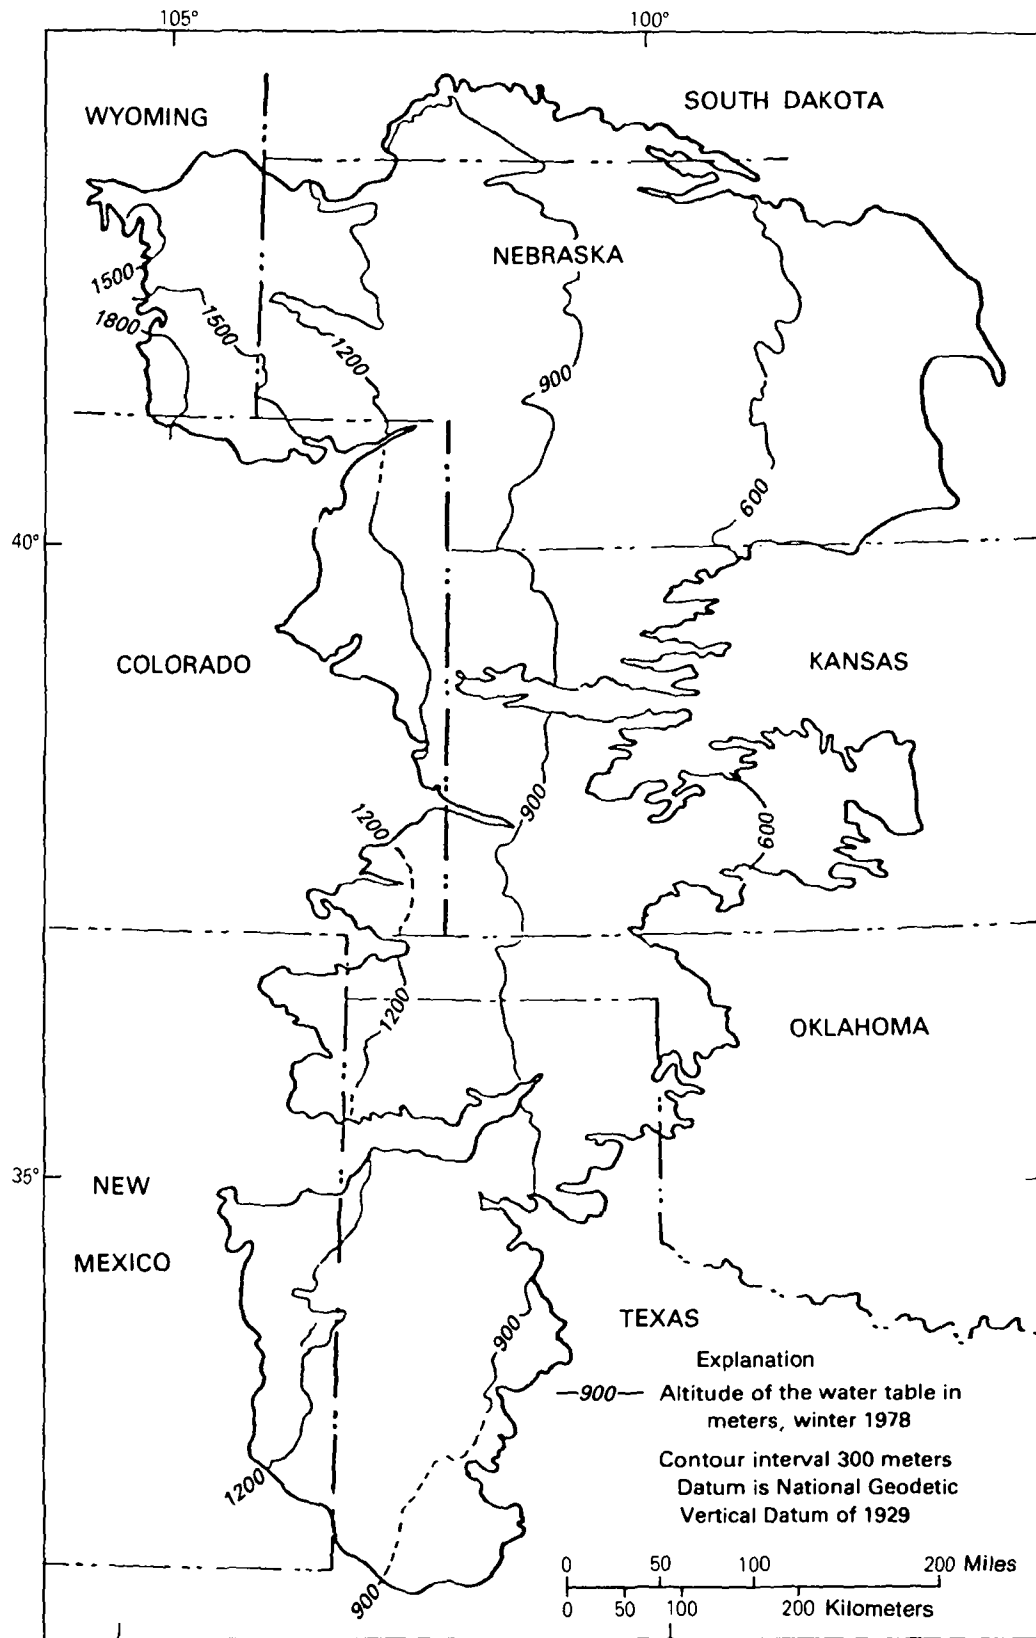 105° 100°
WYOMING
SOUTH DAKOTA
NEBRASKA
1500
1800
1500
1200
900
600
40°
COLORADO
KANSAS
1200
900
600
1200
OKLAHOMA
35°
NEW
MEXICO
TEXAS
900
1200
900
Explanation
—900— Altitude of the water table in
meters, winter 1978
Contour interval 300 meters
Datum is National Geodetic
Vertical Datum of 1929
0 50 100 200 Miles
0 50 100 200 Kilometers